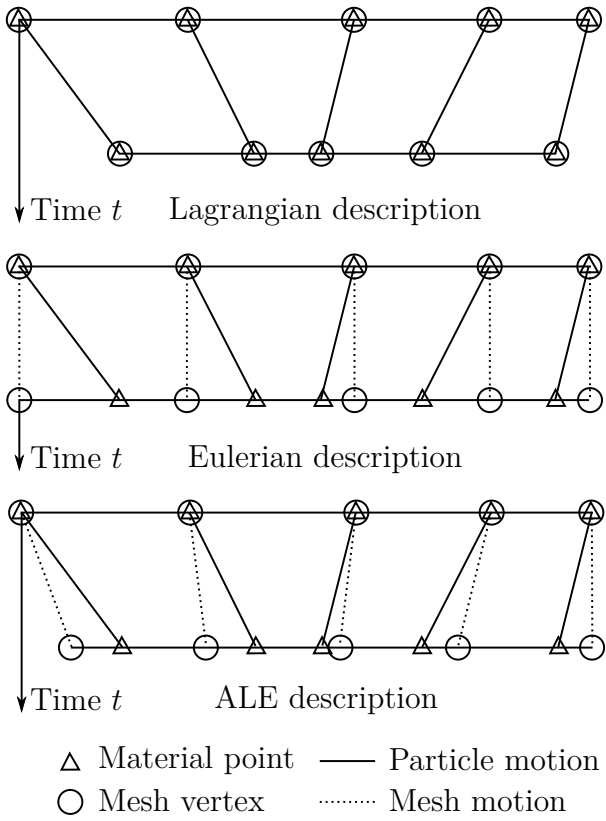 Time t Lagrangian description
Time t Eulerian description
Time t ALE description
Material point Particle motion
Mesh vertex Mesh motion